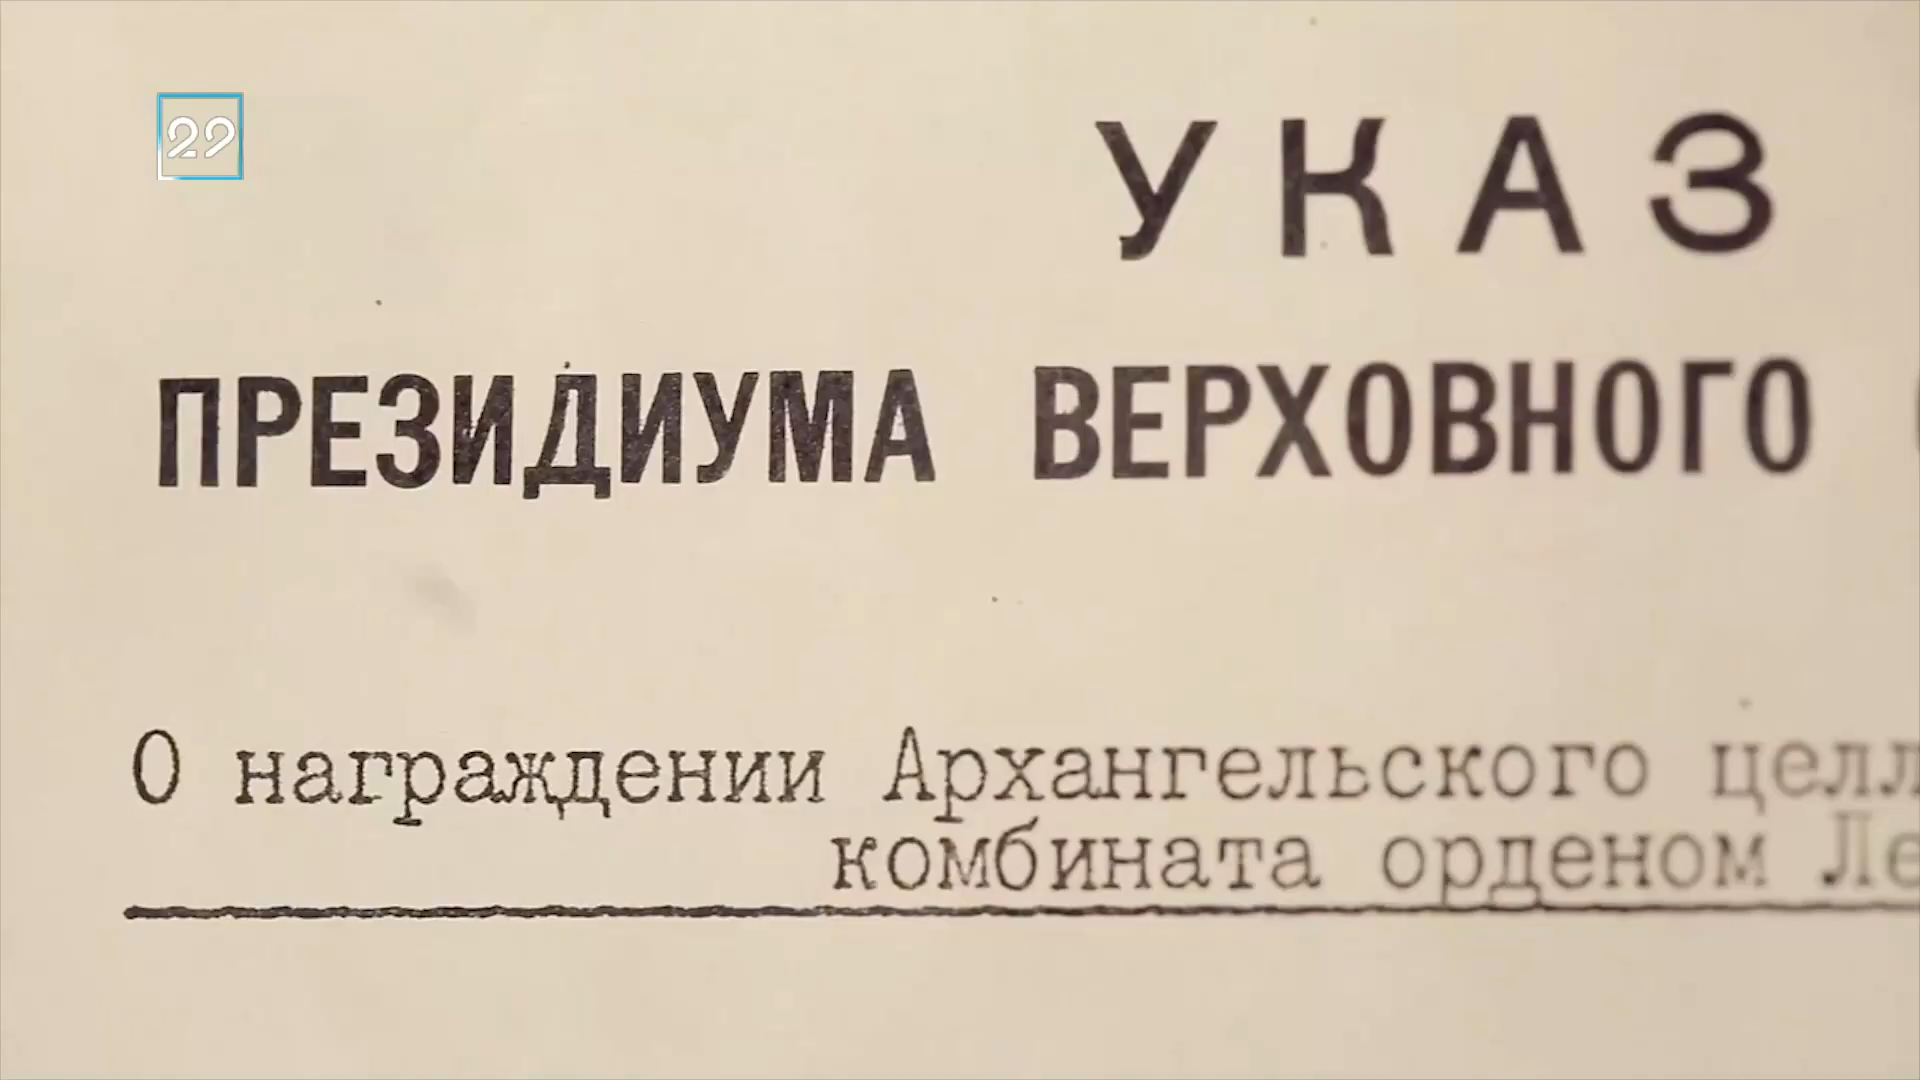 29
УКАЗ
ПРЕЗИДИУМА ВЕРХОВНОГО
О награждении Архангельского целл
комбината орденом Ле